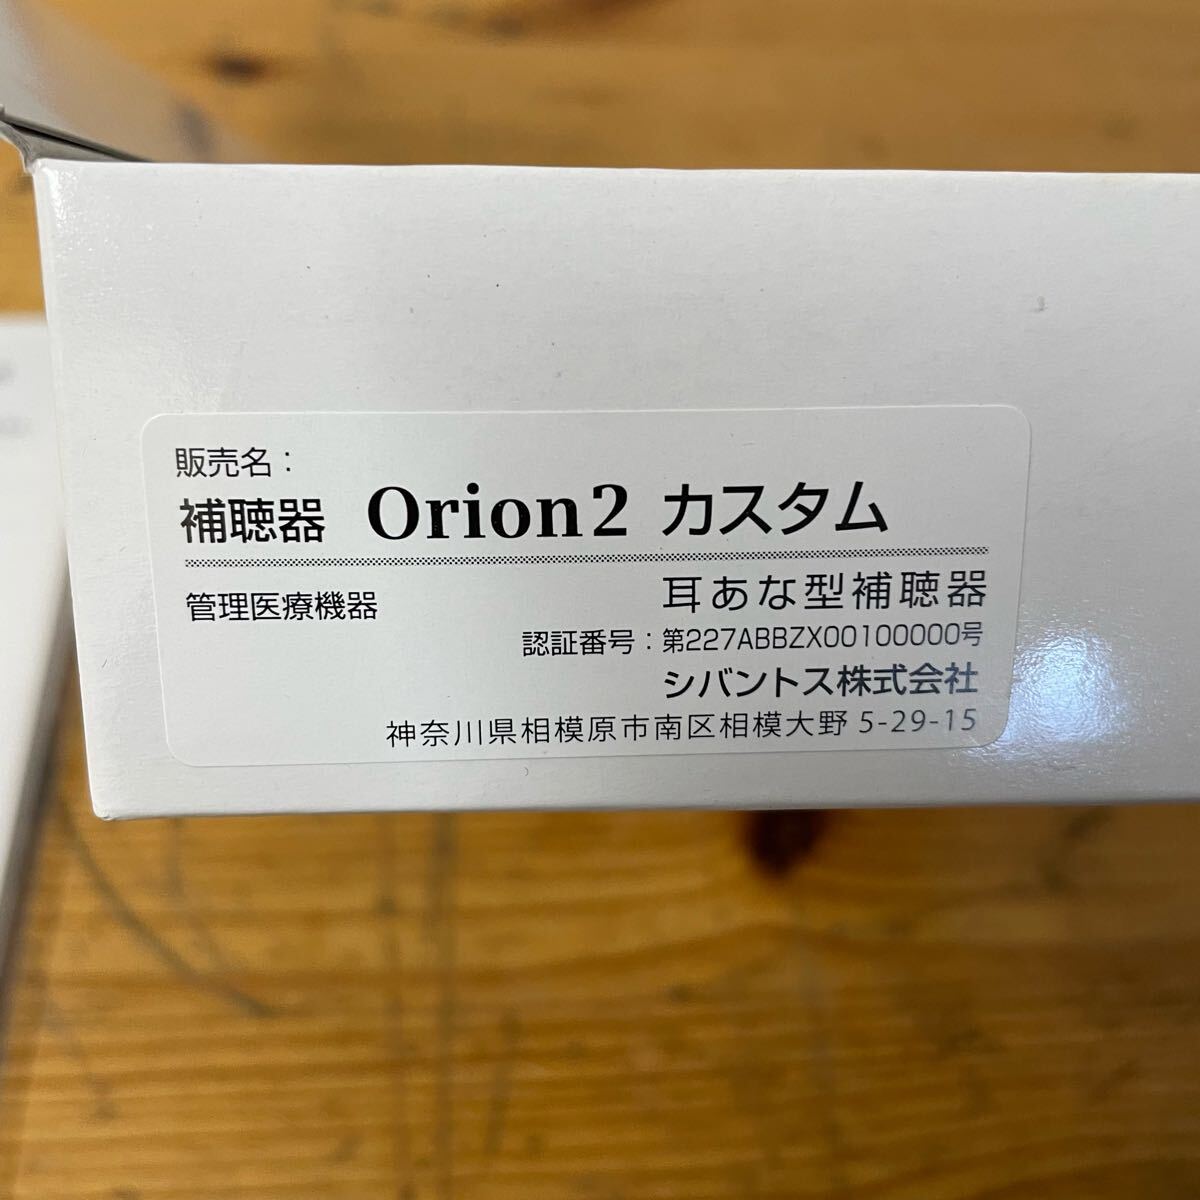 販売名：
補聴器 Orion2 カスタム
管理医療機器
耳あな型補聴器
認証番号：第227ABBZX00100000号
シバントス株式会社
神奈川県相模原市南区相模大野 5-29-15